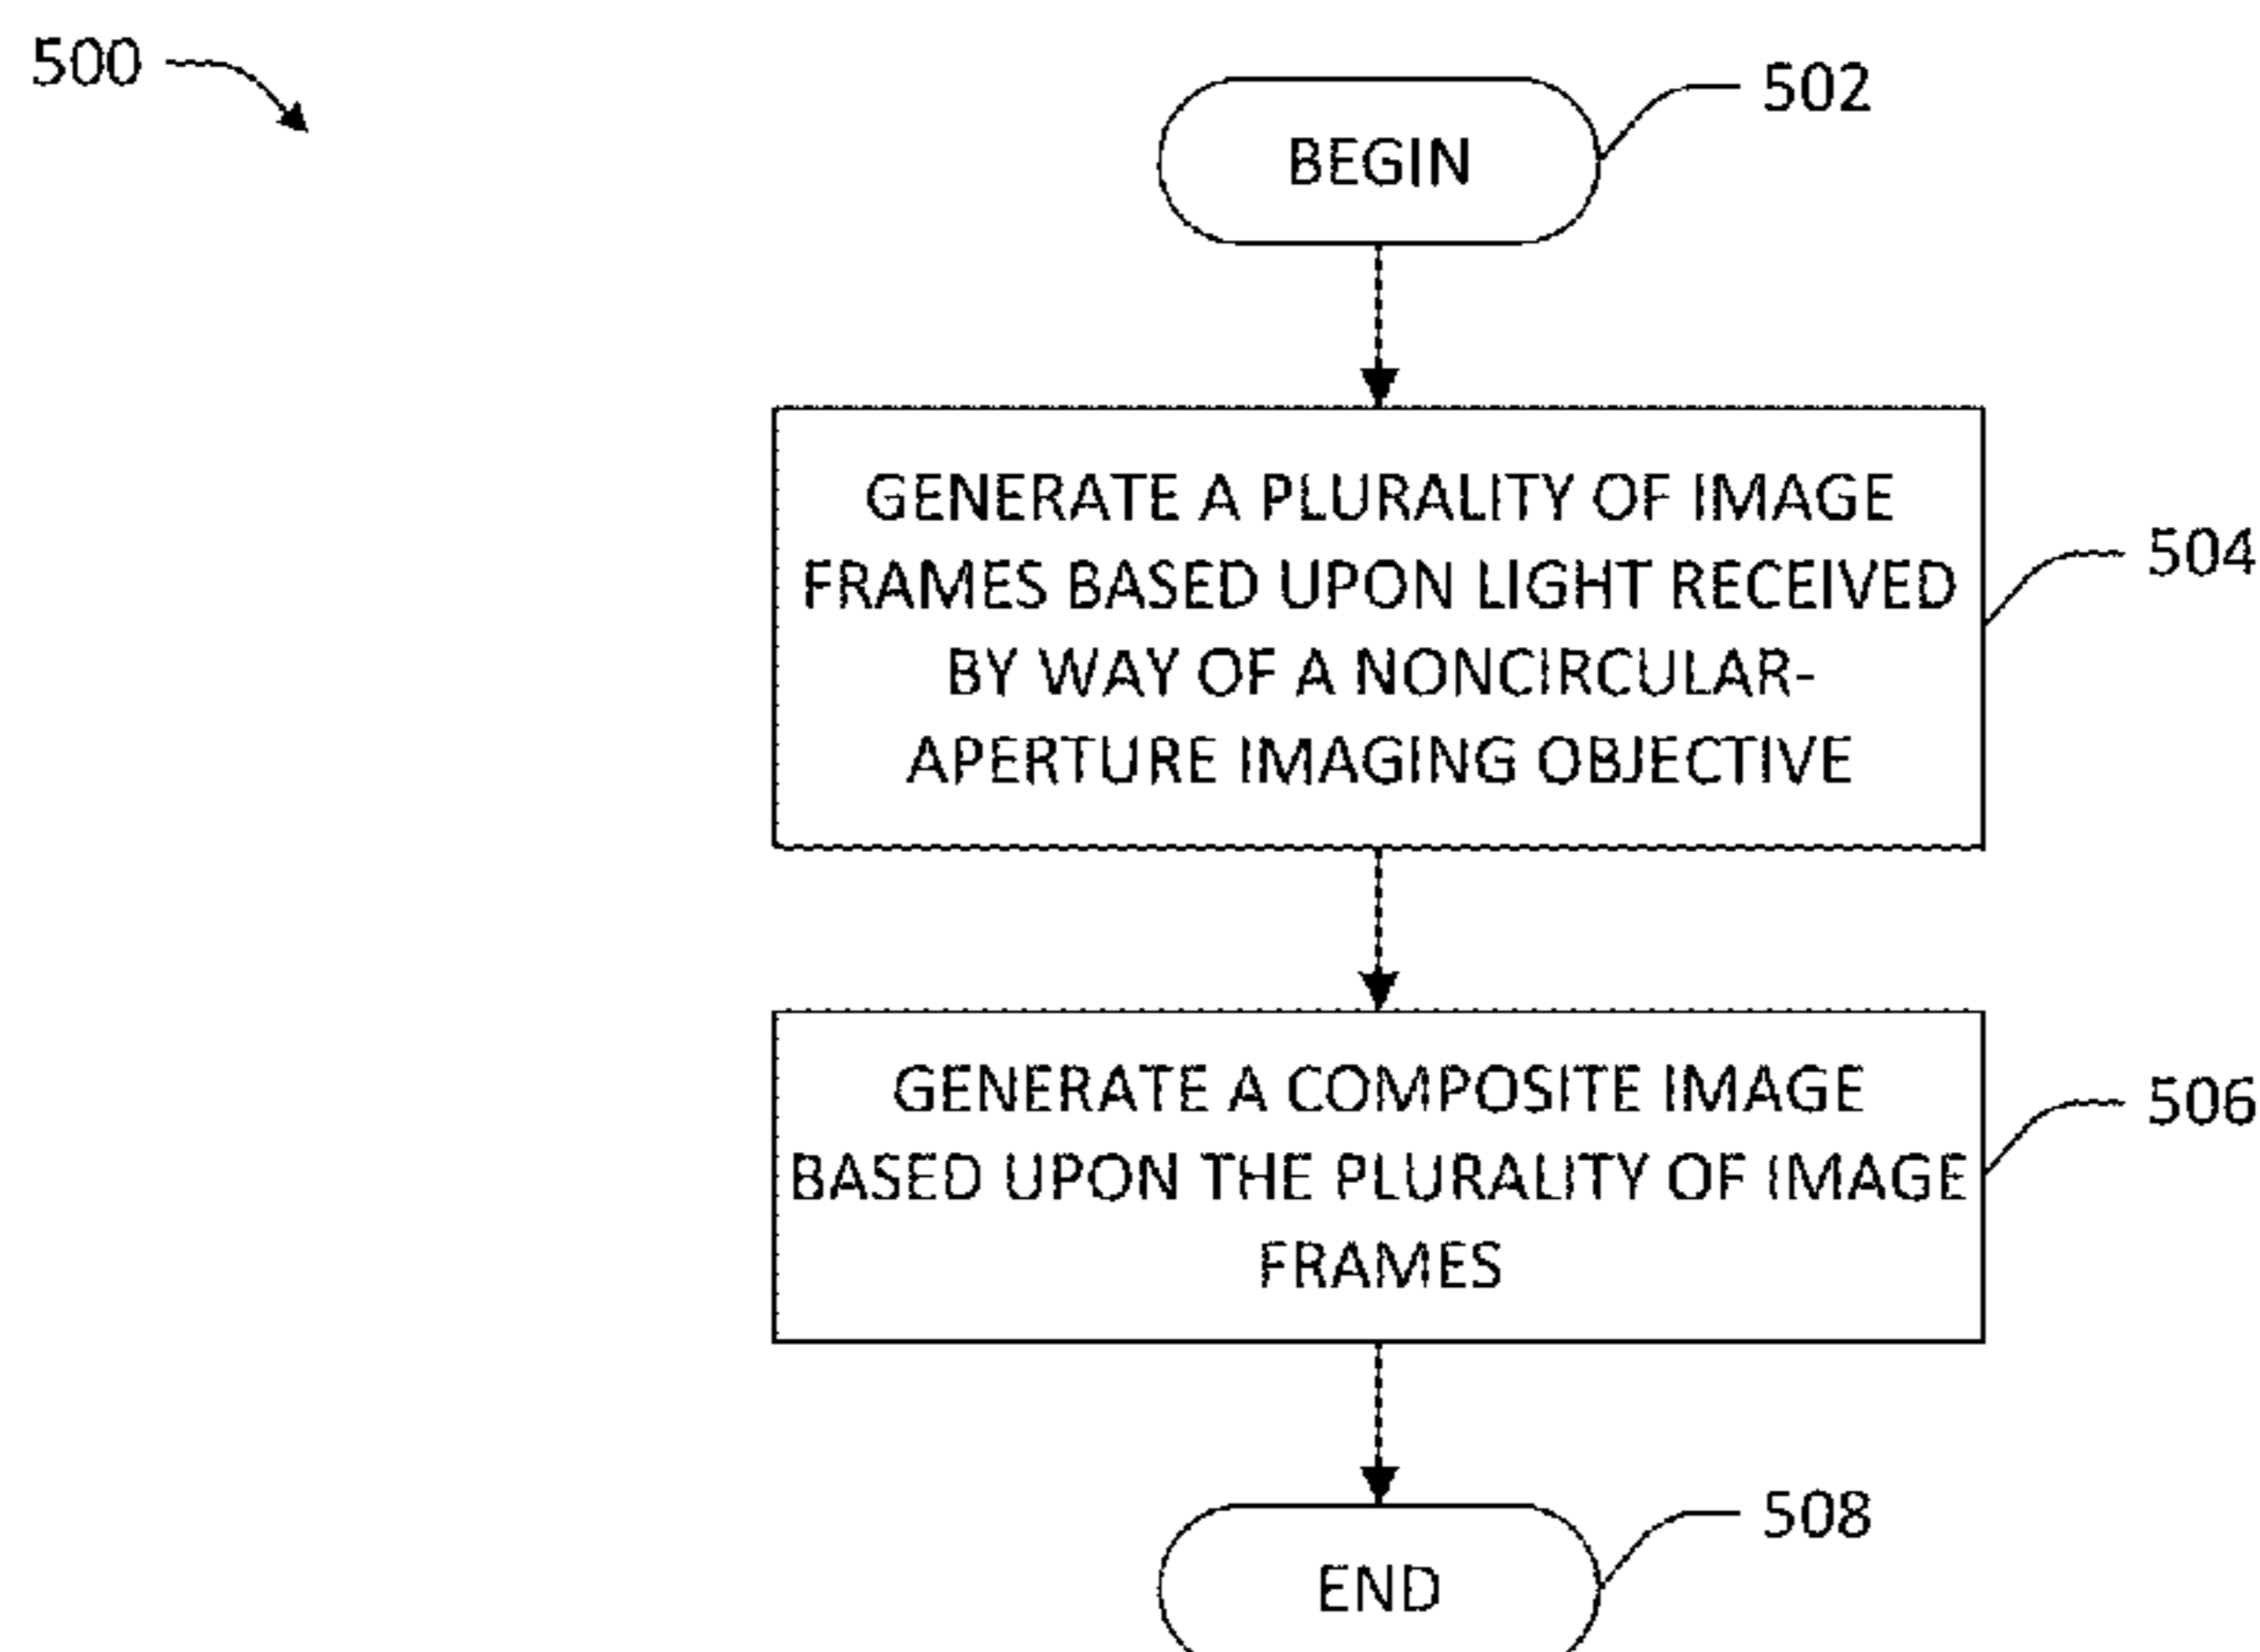 500
502
BEGIN
GENERATE A PLURALITY OF IMAGE
FRAMES BASED UPON LIGHT RECEIVED
BY WAY OF A NONCIRCULAR-
APERTURE IMAGING OBJECTIVE
504
GENERATE A COMPOSITE IMAGE
BASED UPON THE PLURALITY OF IMAGE
FRAMES
506
508
END